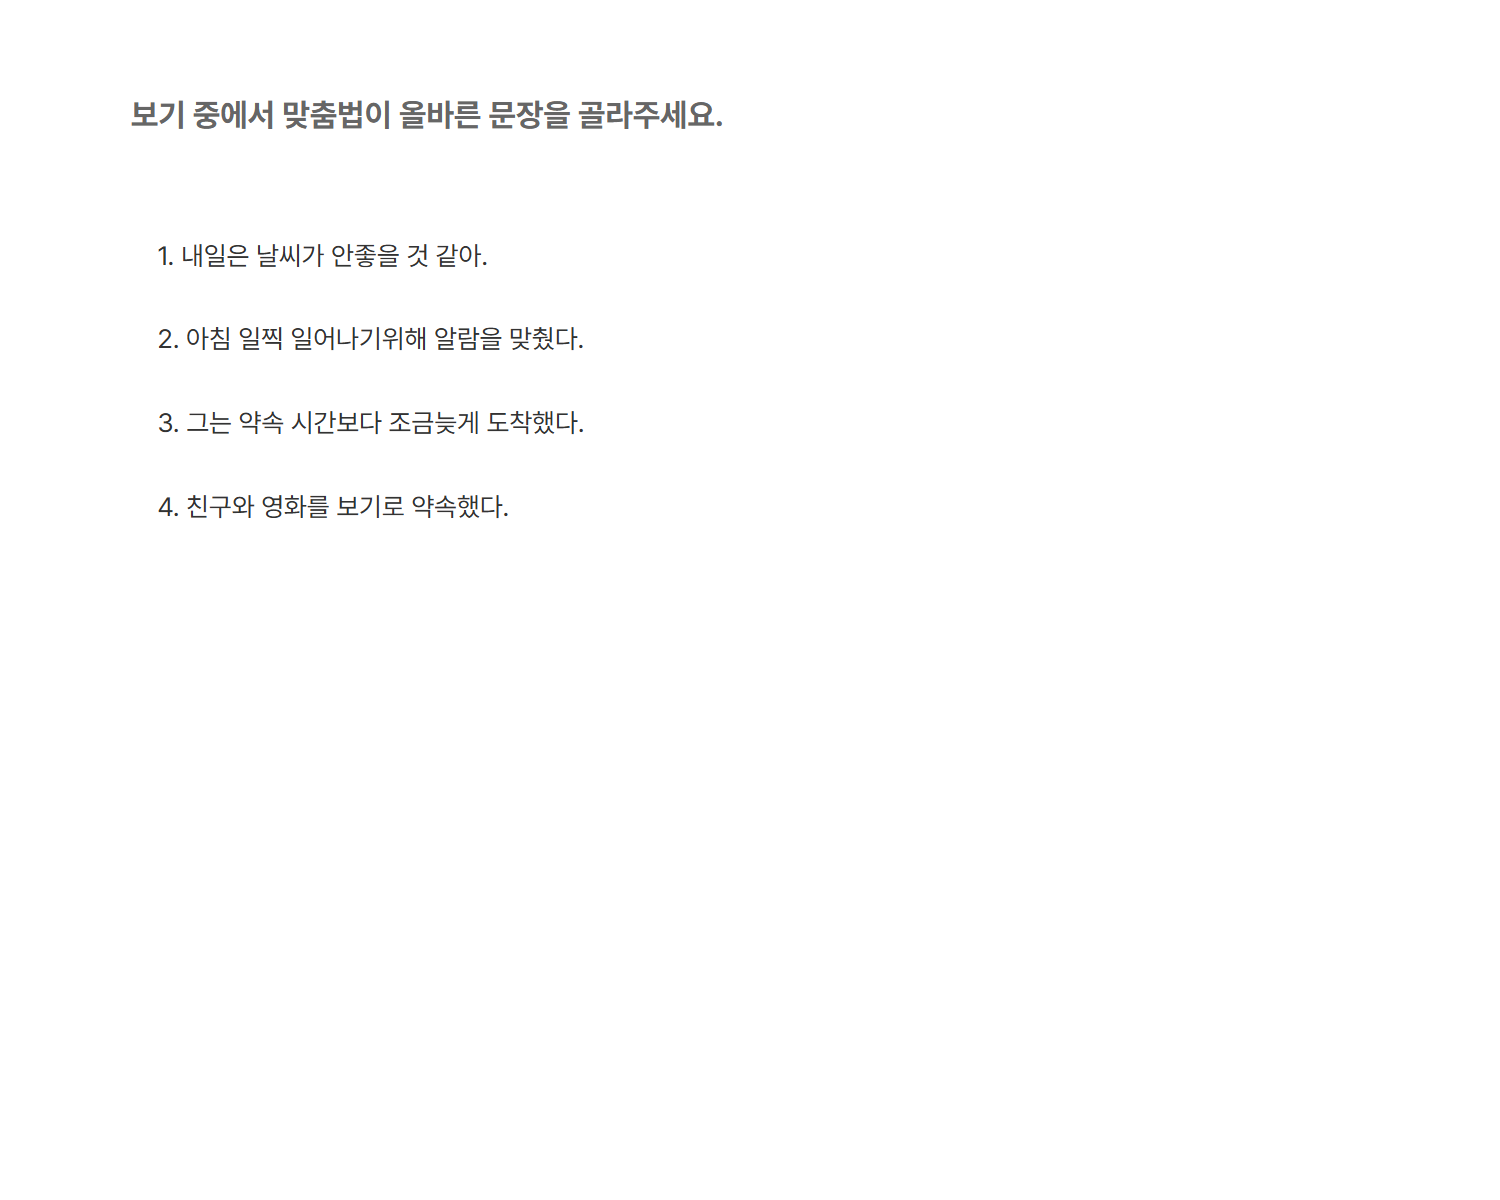 보기 중에서 맞춤법이 올바른 문장을 골라주세요.
1. 내일은 날씨가 안좋을 것 같아.
2. 아침 일찍 일어나기위해 알람을 맞췄다.
3. 그는 약속 시간보다 조금늦게 도착했다.
4. 친구와 영화를 보기로 약속했다.